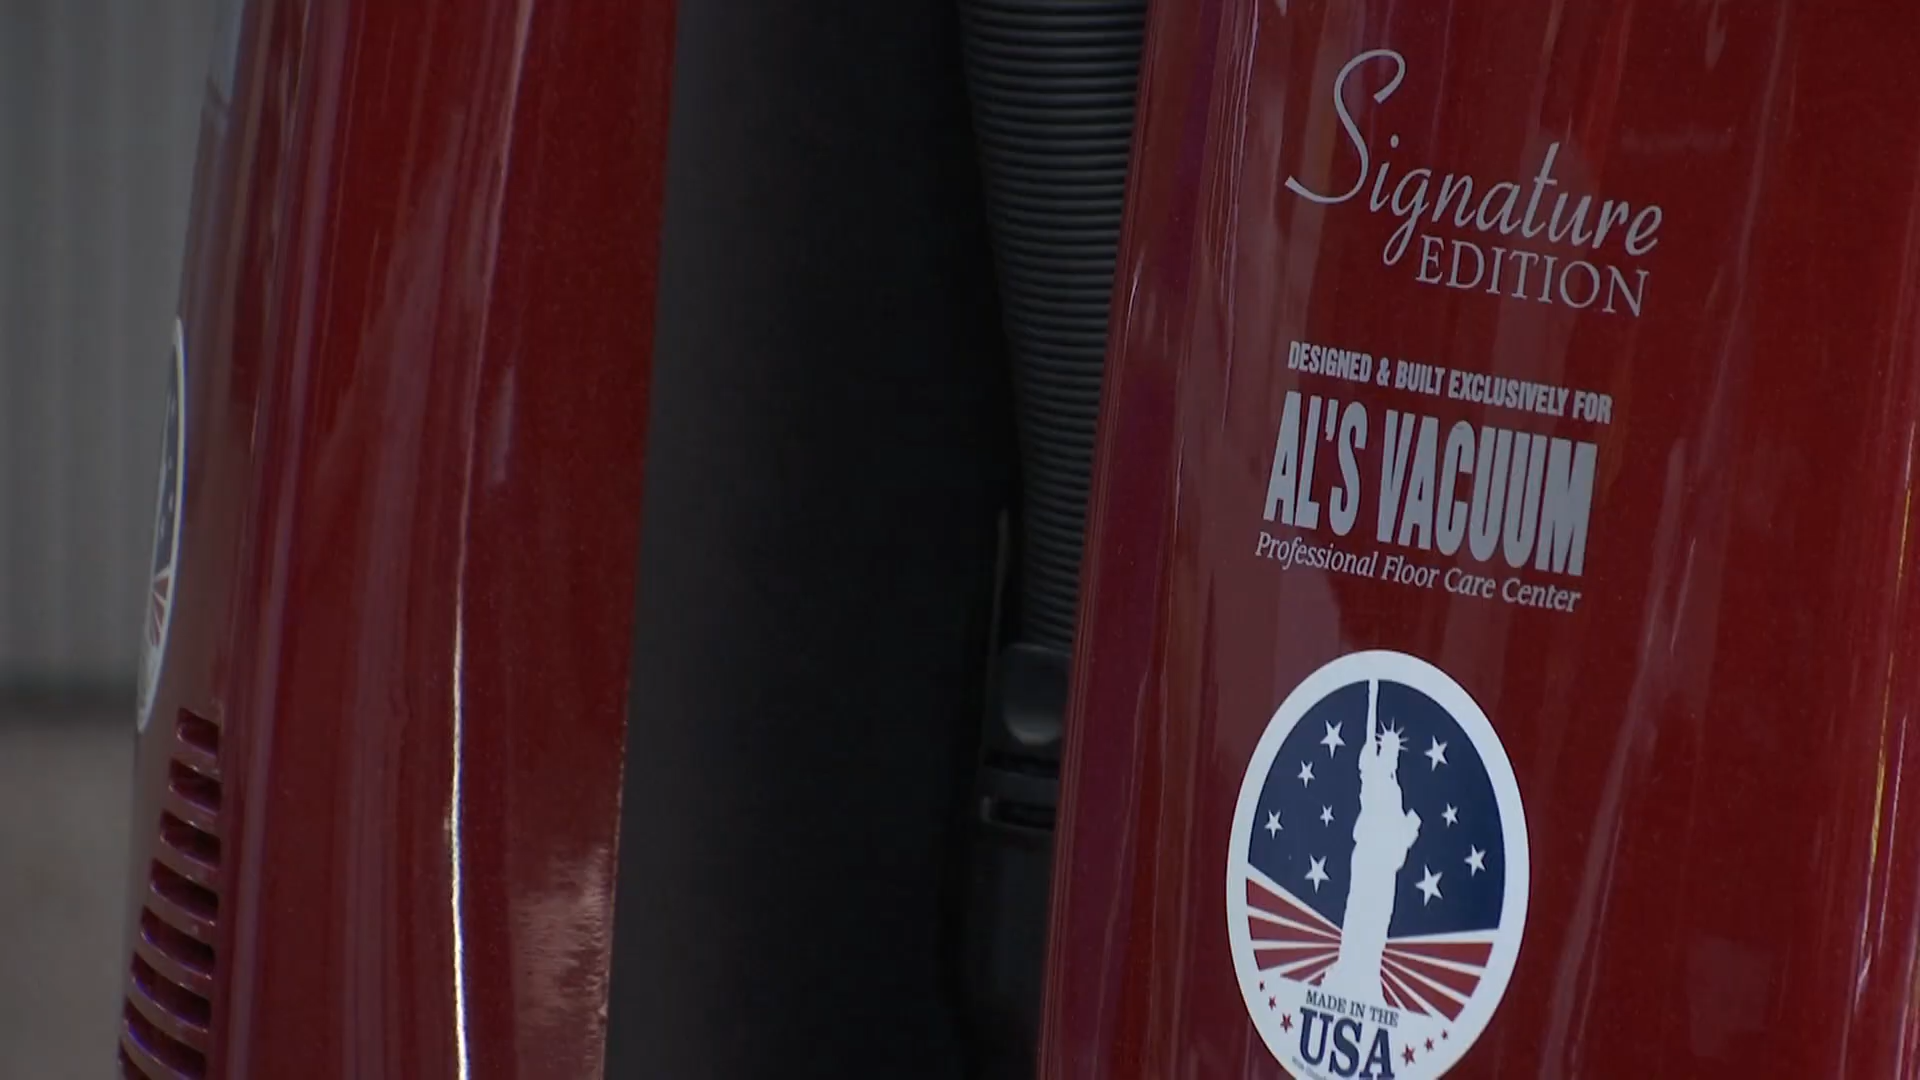 Signature
EDITION
DESIGNED & BUILT EXCLUSIVELY FOR
AL'S VACUUM
Professional Floor Care Center
MADE IN THE
USA